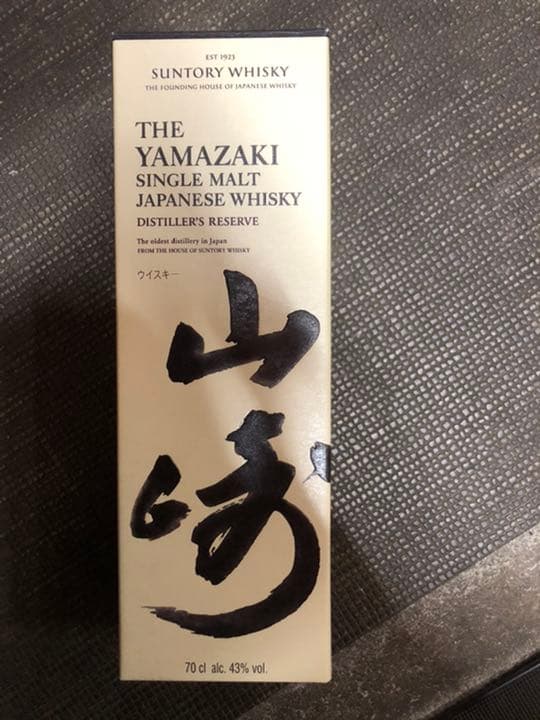 EST 1923
SUNTORY WHISKY
THE FOUNDING HOUSE OF JAPANESE WHISKY
THE
YAMAZAKI
SINGLE MALT
JAPANESE WHISKY
DISTILLER'S RESERVE
The oldest distillery in Japan
FROM THE HOUSE OF SUNTORY WHISKY
ウイスキー
山
崎
70 cl alc. 43% vol.